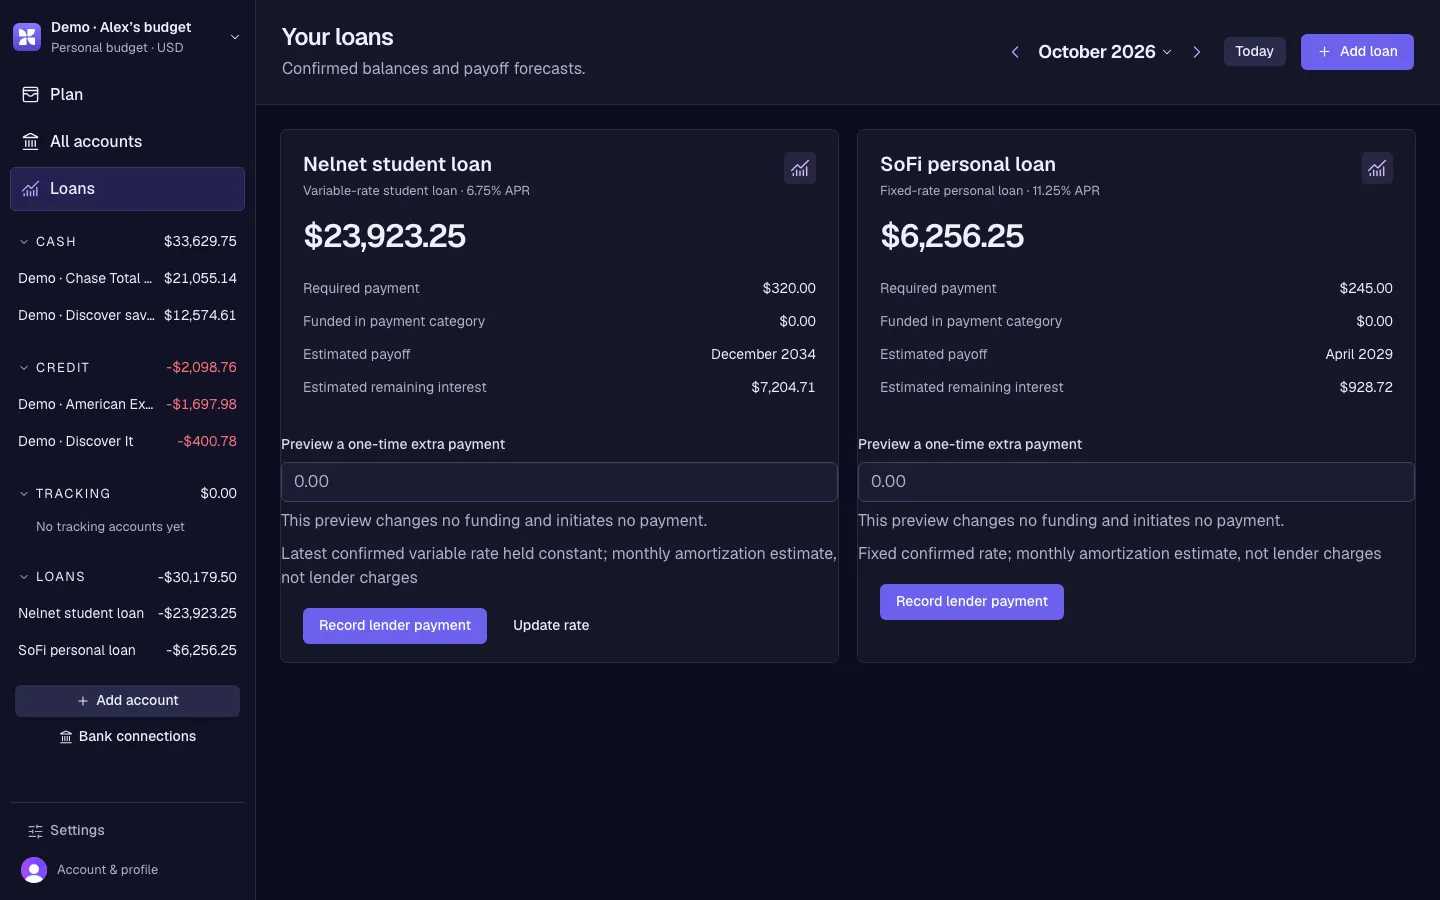 Demo · Alex's budget
Personal budget · USD
Plan
All accounts
Loans
CASH $33,629.75
Demo · Chase Total ... $21,055.14
Demo · Discover sav... $12,574.61
CREDIT -$2,098.76
Demo · American Ex... -$1,697.98
Demo · Discover It -$400.78
TRACKING $0.00
No tracking accounts yet
LOANS -$30,179.50
Nelnet student loan -$23,923.25
SoFi personal loan -$6,256.25
+ Add account
Bank connections
Settings
Account & profile
Your loans
Confirmed balances and payoff forecasts.
October 2026
Today
+ Add loan
Nelnet student loan
Variable-rate student loan · 6.75% APR
$23,923.25
Required payment $320.00
Funded in payment category $0.00
Estimated payoff December 2034
Estimated remaining interest $7,204.71
Preview a one-time extra payment
0.00
This preview changes no funding and initiates no payment.
Latest confirmed variable rate held constant; monthly amortization estimate,
not lender charges
Record lender payment
Update rate
SoFi personal loan
Fixed-rate personal loan · 11.25% APR
$6,256.25
Required payment $245.00
Funded in payment category $0.00
Estimated payoff April 2029
Estimated remaining interest $928.72
Preview a one-time extra payment
0.00
This preview changes no funding and initiates no payment.
Fixed confirmed rate; monthly amortization estimate, not lender charges
Record lender payment